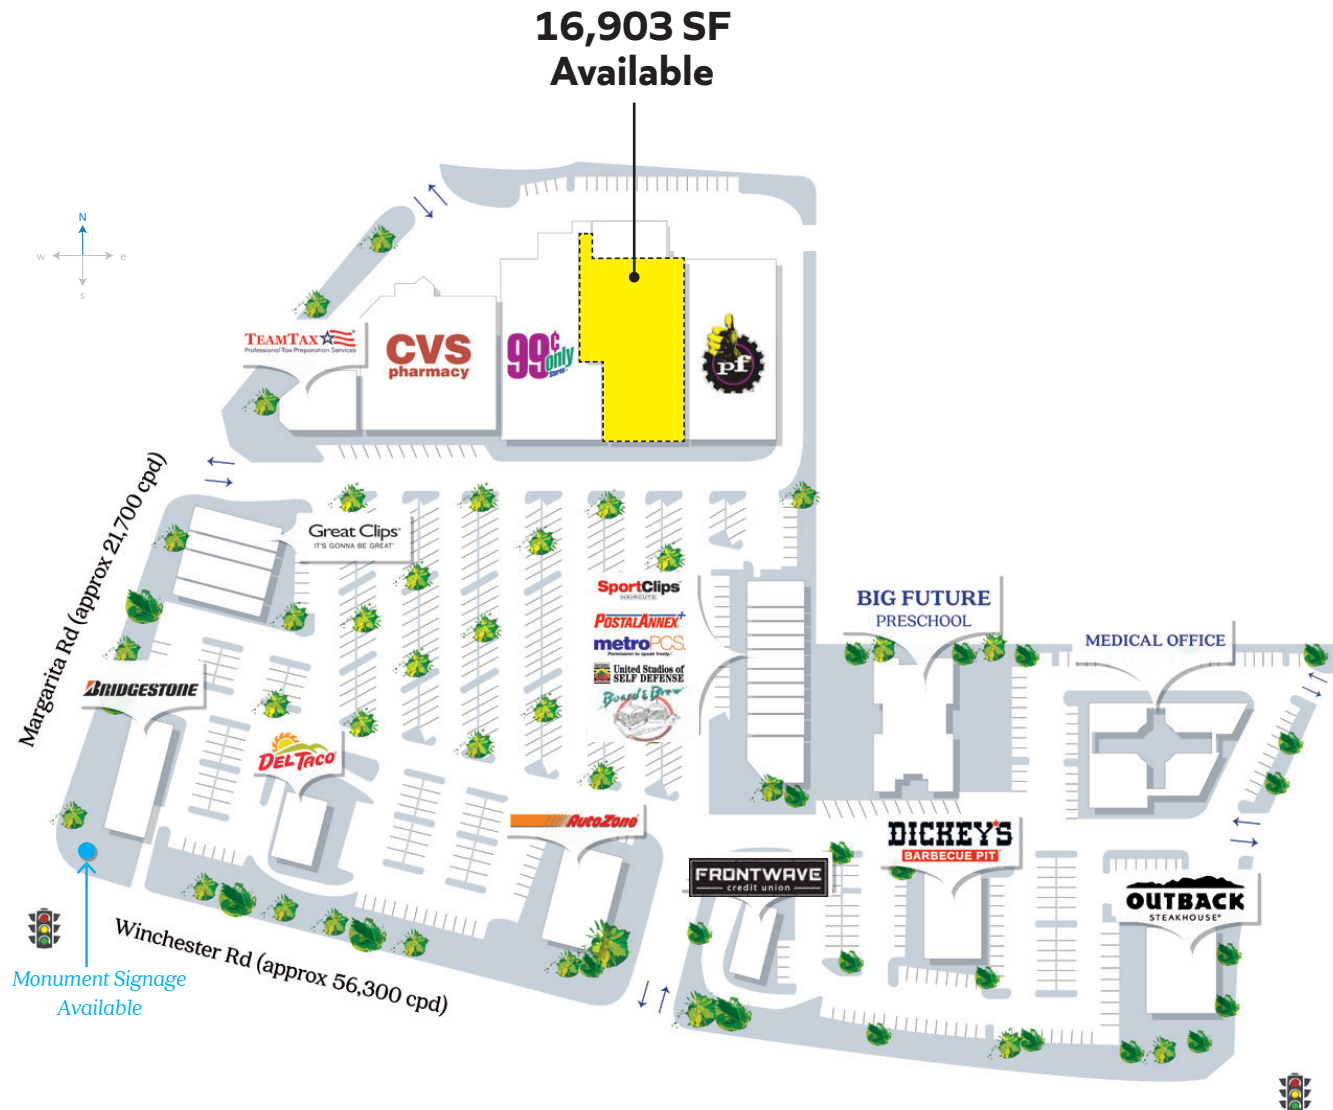 16,903 SF
Available
N
w
e
s
TEAMTAX
Professional Tax Preparation Services
CVS
pharmacy
99¢
only
Stores
pf
Margarita Rd (approx 21,700 cpd)
Great Clips
IT'S GONNA BE GREAT
SportClips
HAIRCUTS
POSTALANNEX+
metroPCS.
Permission to speak freely.
United Studios of
SELF DEFENSE
Board & Brew
BIG FUTURE
PRESCHOOL
MEDICAL OFFICE
BRIDGESTONE
DEL TACO
AutoZone
DICKEY'S
BARBECUE PIT
FRONTWAVE
credit union
OUTBACK
STEAKHOUSE
Winchester Rd (approx 56,300 cpd)
Monument Signage
Available